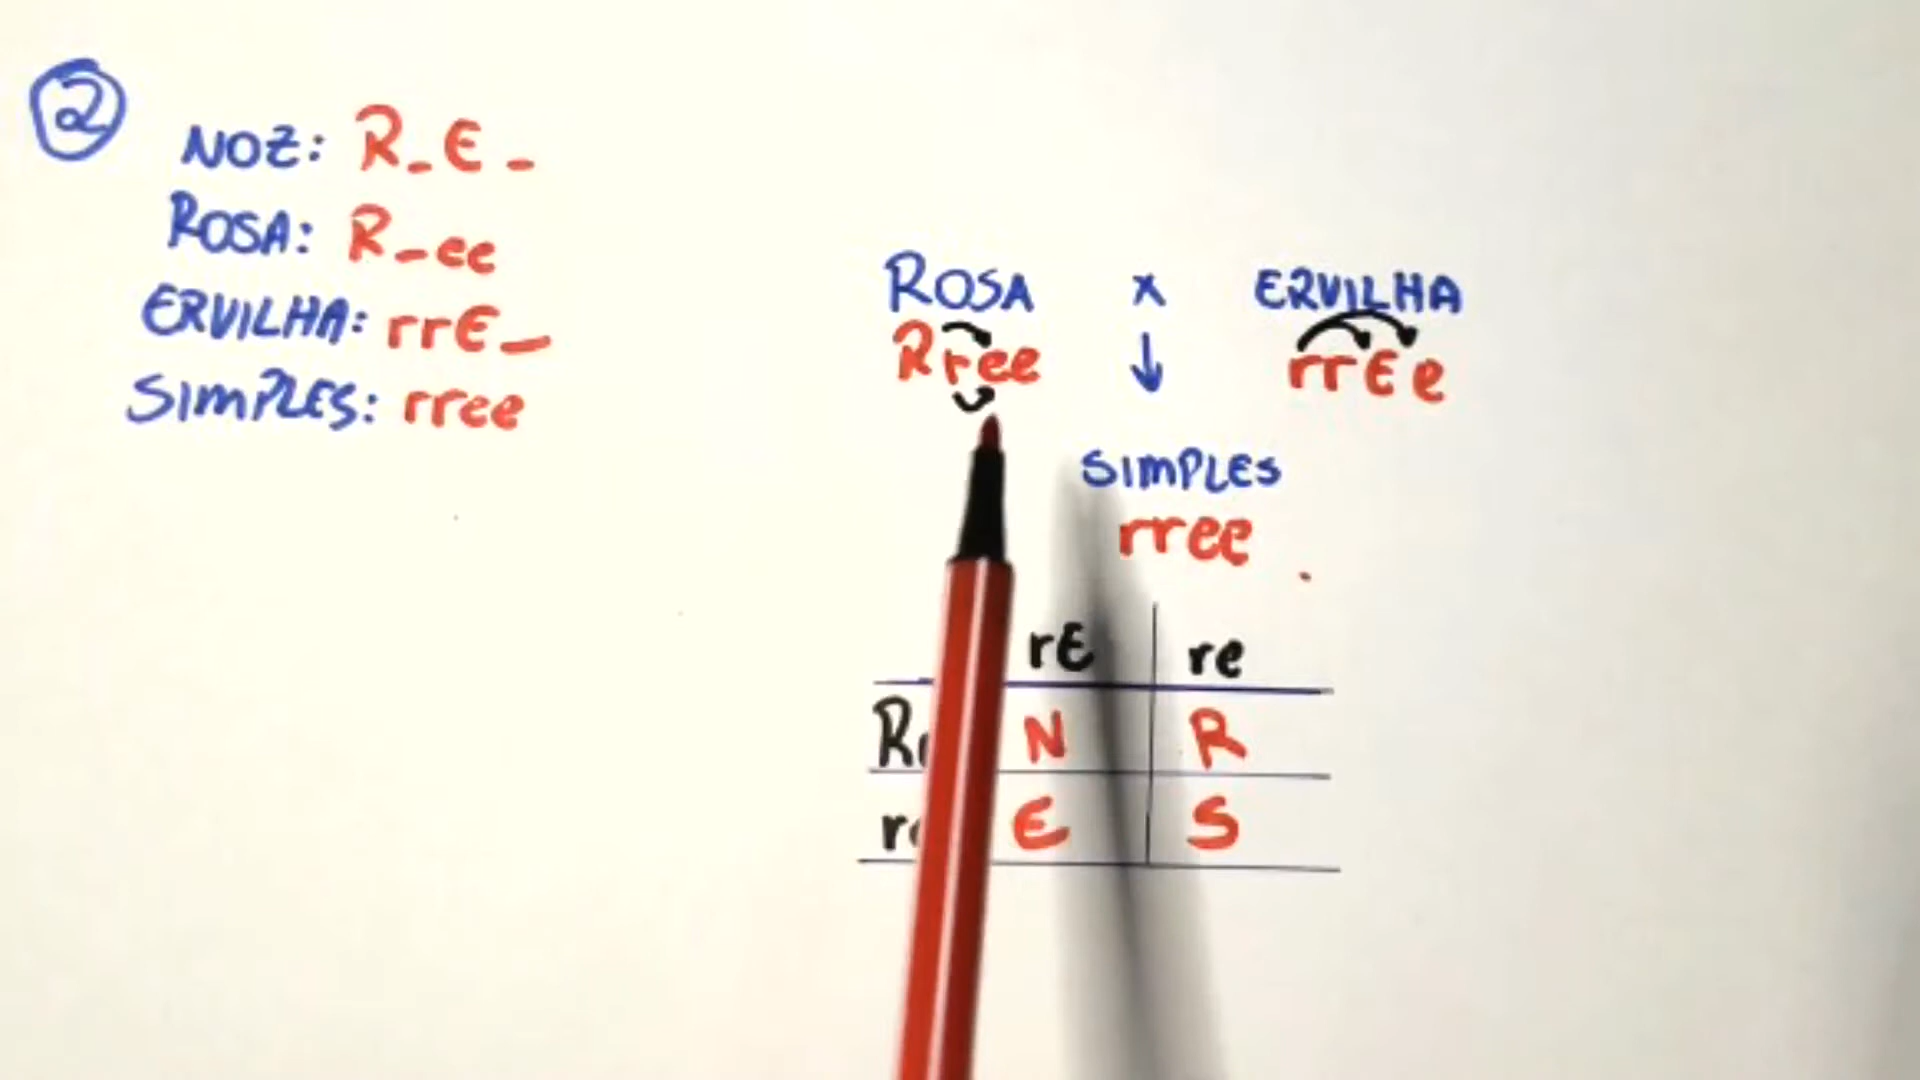 2
NOZ: R_E_
ROSA: R_ee
ERVILHA: rrE_
SIMPLES: rree
ROSA x ERVILHA
Rree rrEe
SIMPLES
rree
rE re
R N R
r E S